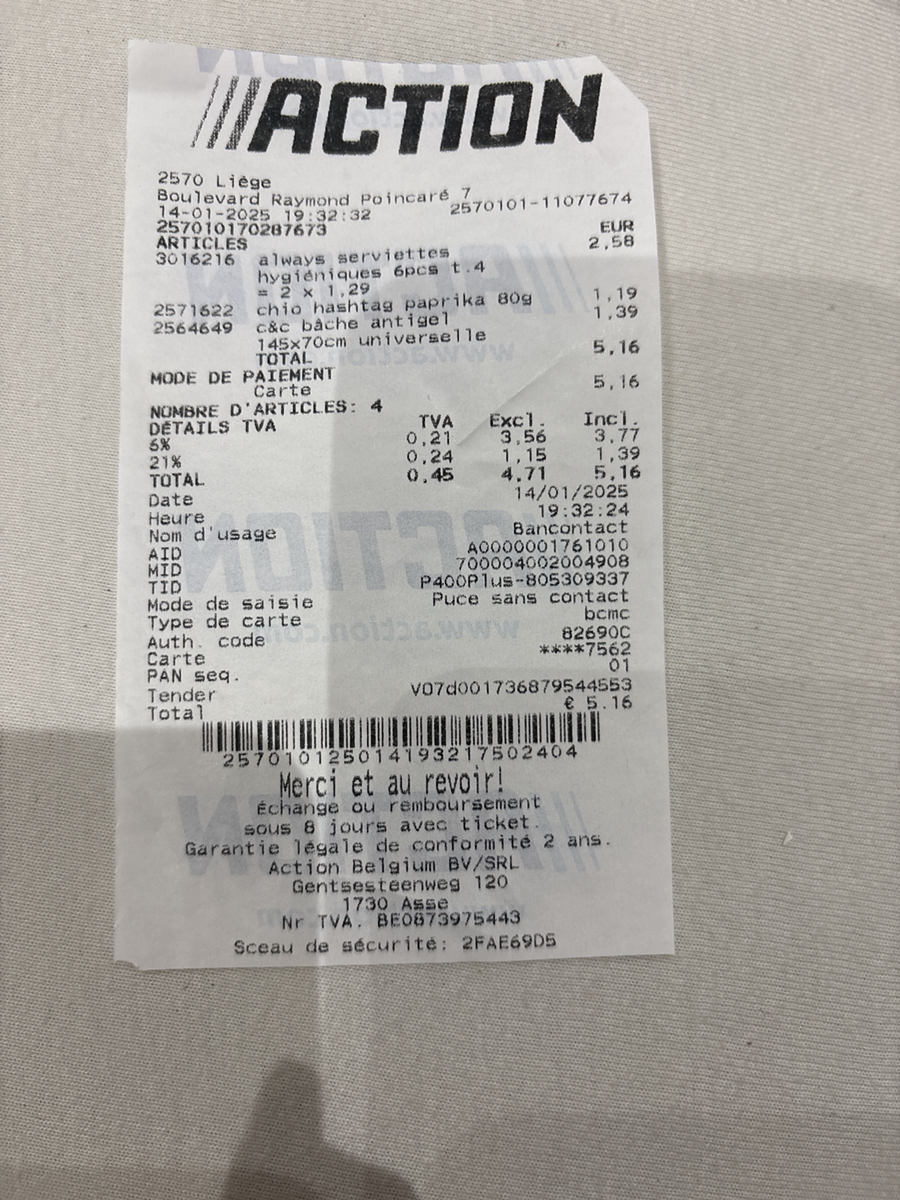 ///ACTION
2570 Liège
Boulevard Raymond Poincaré 7
14-01-2025 19:32:32 2570101-11077674
257010170287673 EUR
ARTICLES 2,58
3016216 always serviettes
hygiéniques 6pcs t.4
= 2 x 1,29
2571622 chio hashtag paprika 80g 1,19
2564649 c&c bâche antigel 1,39
145x70cm universelle
TOTAL 5,16
MODE DE PAIEMENT
Carte 5,16
NOMBRE D'ARTICLES: 4
DÉTAILS TVA TVA Excl. Incl.
6% 0,21 3,56 3,77
21% 0,24 1,15 1,39
TOTAL 0,45 4,71 5,16
Date 14/01/2025
Heure 19:32:24
Nom d'usage Bancontact
AID A0000001761010
MID 700004002004908
TID P400Plus-805309337
Mode de saisie Puce sans contact
Type de carte bcmc
Auth. code 82690C
Carte ****7562
PAN seq. 01
Tender V07d001736879544553
Total € 5.16
257010125014193217502404
Merci et au revoir!
Échange ou remboursement
sous 8 jours avec ticket.
Garantie légale de conformité 2 ans.
Action Belgium BV/SRL
Gentsesteenweg 120
1730 Asse
Nr TVA. BE0873975443
Sceau de sécurité: 2FAE69D5